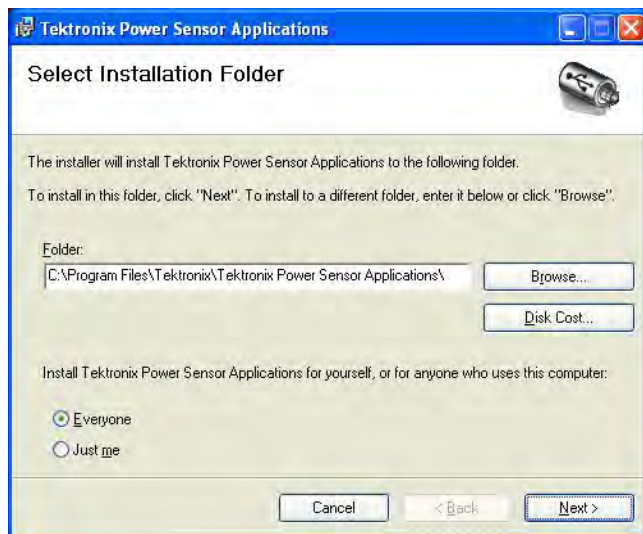 Tektronix Power Sensor Applications
Select Installation Folder
The installer will install Tektronix Power Sensor Applications to the following folder.
To install in this folder, click "Next". To install to a different folder, enter it below or click "Browse".
Folder:
C:\Program Files\Tektronix\Tektronix Power Sensor Applications\
Browse...
Disk Cost...
Install Tektronix Power Sensor Applications for yourself, or for anyone who uses this computer:
Everyone
Just me
Cancel
< Back
Next >